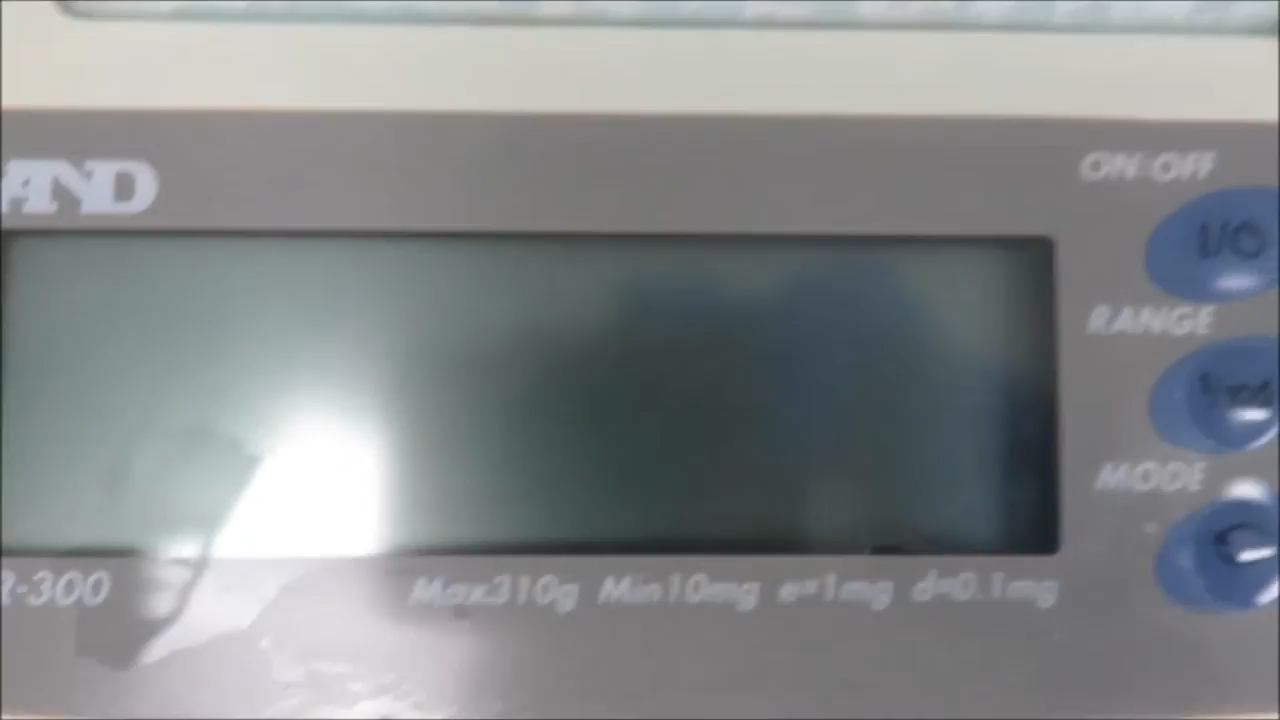 AND
ON:OFF
I/O
RANGE
MODE
R-300 Max310g Min10mg e=1mg d=0.1mg